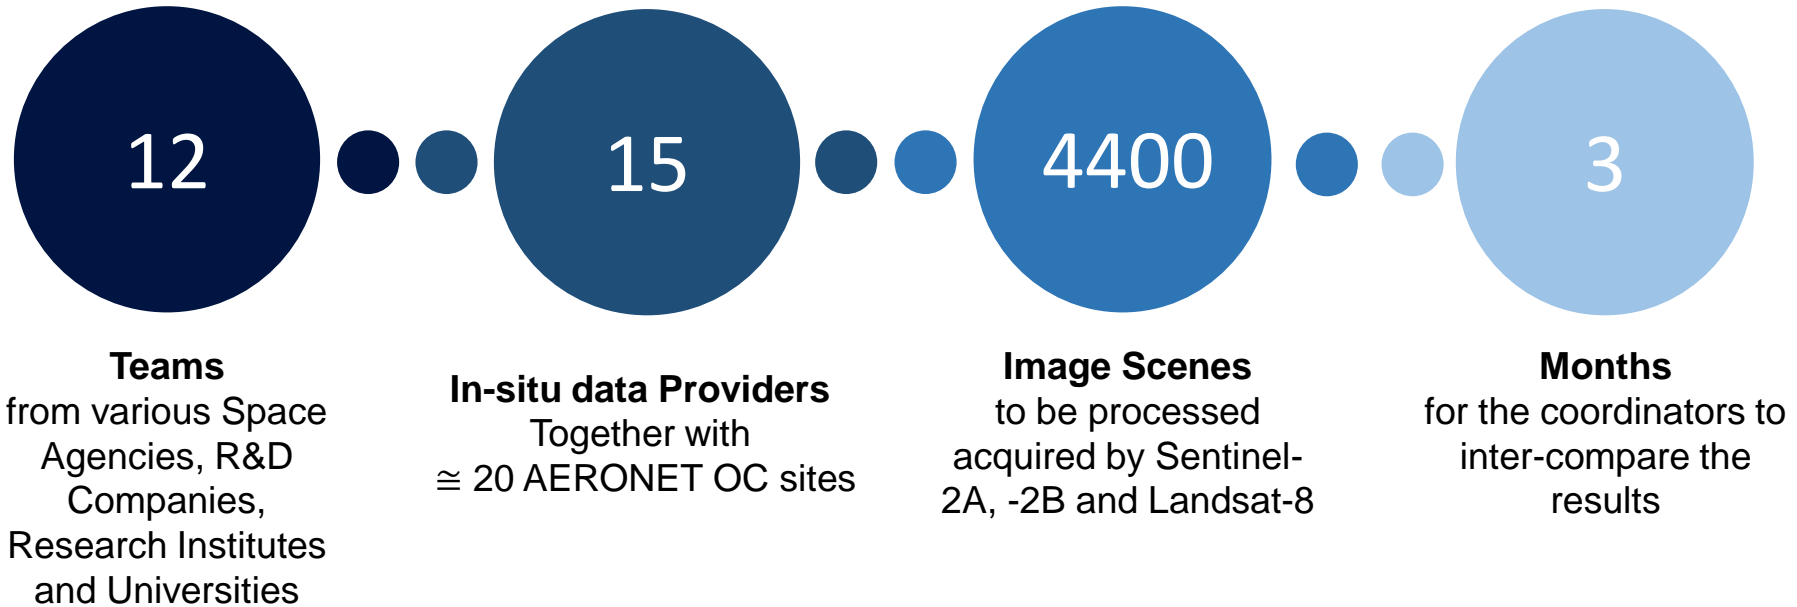 12
Teams
from various Space
Agencies, R&D
Companies,
Research Institutes
and Universities
15
In-situ data Providers
Together with
≅ 20 AERONET OC sites
4400
Image Scenes
to be processed
acquired by Sentinel-
2A, -2B and Landsat-8
3
Months
for the coordinators to
inter-compare the
results